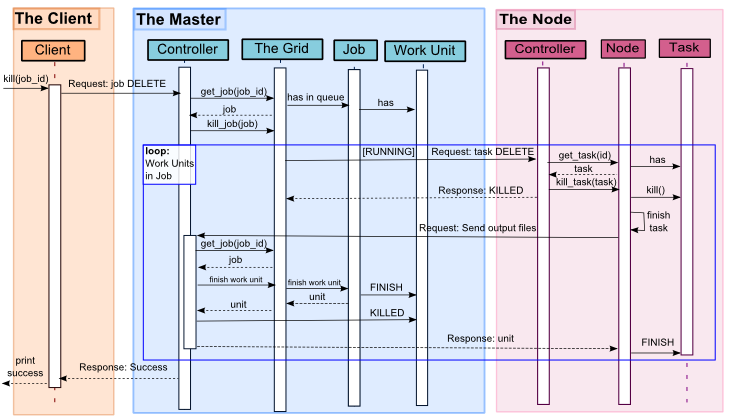 The Client
The Master
The Node
Client
Controller
The Grid
Job
Work Unit
Controller
Node
Task
kill(job_id)
Request: job DELETE
get_job(job_id)
has in queue
has
job
kill_job(job)
loop:
Work Units
in Job
[RUNNING]
Request: task DELETE
get_task(id)
has
task
kill_task(task)
kill()
Response: KILLED
finish
task
Request: Send output files
get_job(job_id)
job
finish work unit
finish work unit
FINISH
unit
unit
KILLED
Response: unit
FINISH
print
success
Response: Success